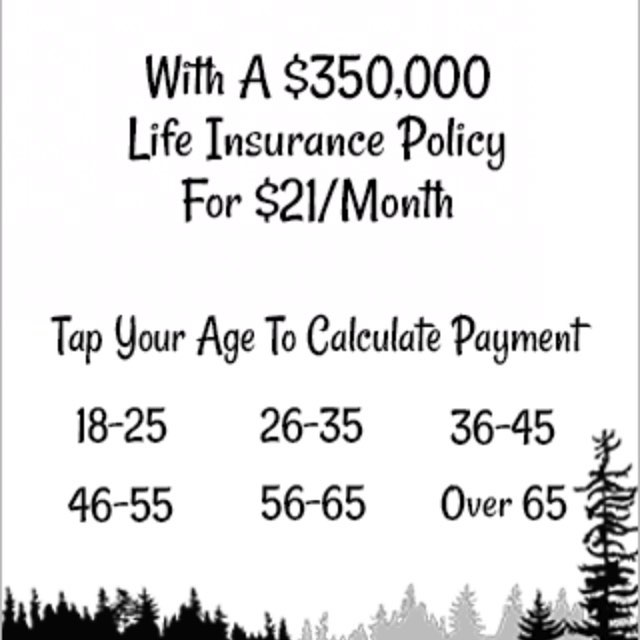 With A $350,000
Life Insurance Policy
For $21/Month
Tap Your Age To Calculate Payment
18-25 26-35 36-45
46-55 56-65 Over 65